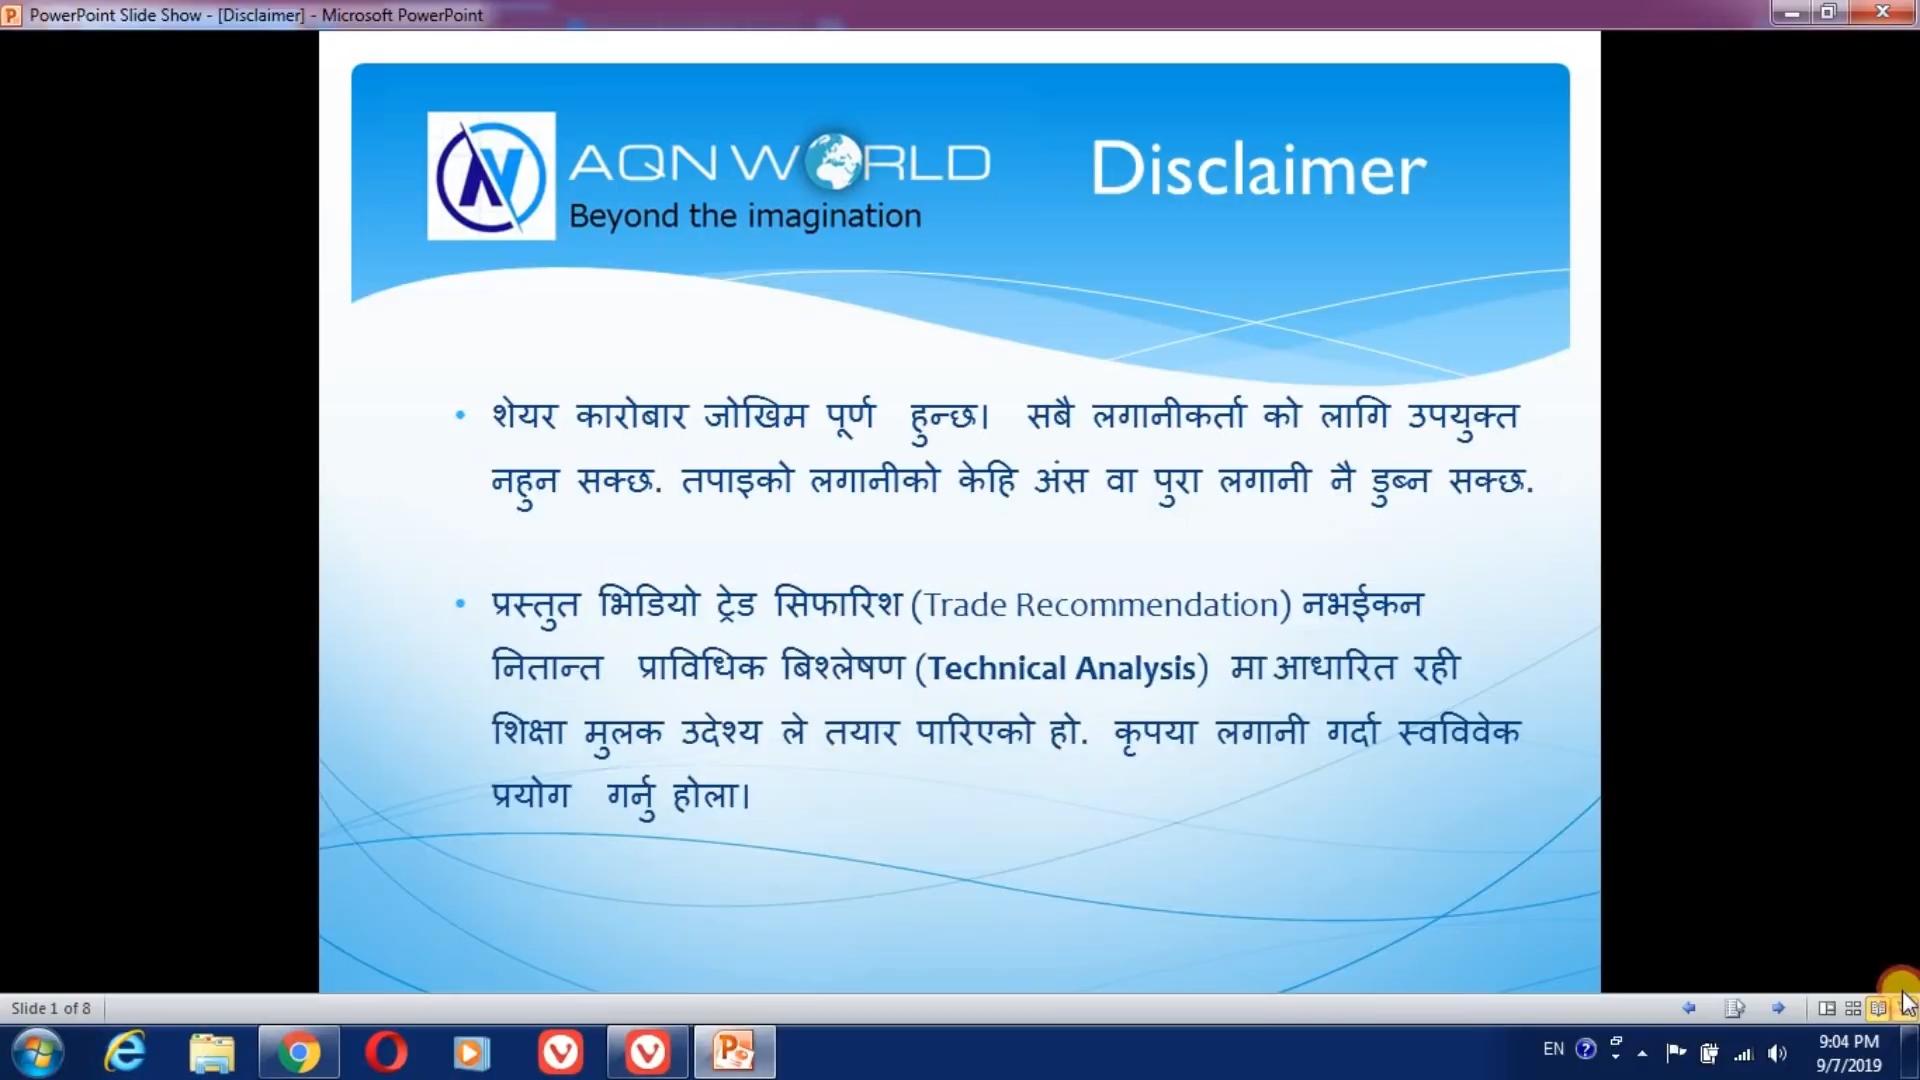 PowerPoint Slide Show - [Disclaimer] - Microsoft PowerPoint
AQN WORLD
Beyond the imagination
Disclaimer
• शेयर कारोबार जोखिम पूर्ण हुन्छ। सबै लगानीकर्ता को लागि उपयुक्त
नहुन सक्छ. तपाइको लगानीको केहि अंस वा पुरा लगानी नै डुब्न सक्छ.
• प्रस्तुत भिडियो ट्रेड सिफारिश (Trade Recommendation) नभईकन
नितान्त प्राविधिक बिश्लेषण (Technical Analysis) मा आधारित रही
शिक्षा मुलक उदेश्य ले तयार पारिएको हो. कृपया लगानी गर्दा स्वविवेक
प्रयोग गर्नु होला।
Slide 1 of 8
EN
9:04 PM
9/7/2019